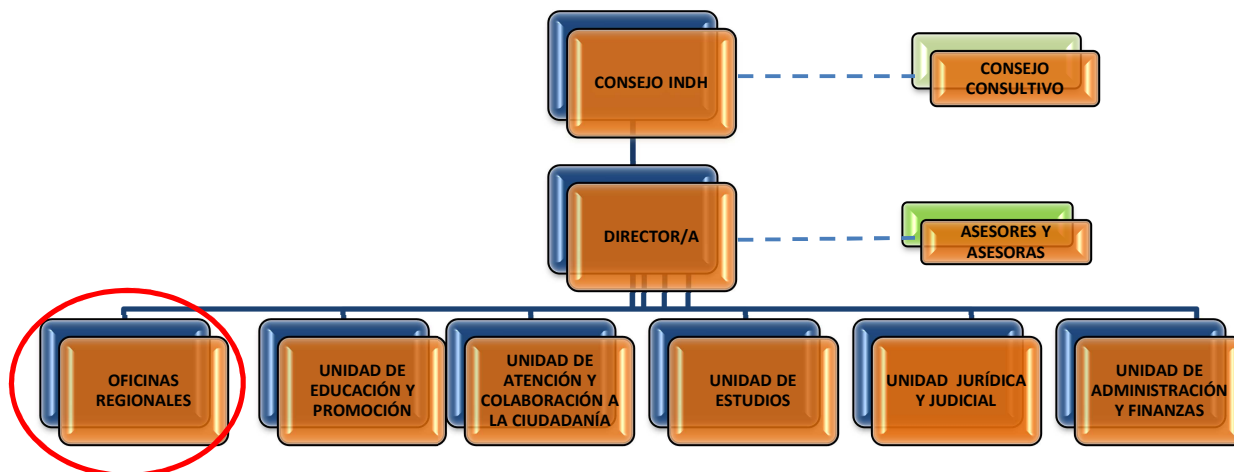 CONSEJO INDH
CONSEJO
CONSULTIVO
DIRECTOR/A
ASESORES Y
ASESORAS
OFICINAS
REGIONALES
UNIDAD DE
EDUCACIÓN Y
PROMOCIÓN
UNIDAD DE
ATENCIÓN Y
COLABORACIÓN A
LA CIUDADANÍA
UNIDAD DE
ESTUDIOS
UNIDAD JURÍDICA
Y JUDICIAL
UNIDAD DE
ADMINISTRACIÓN
Y FINANZAS